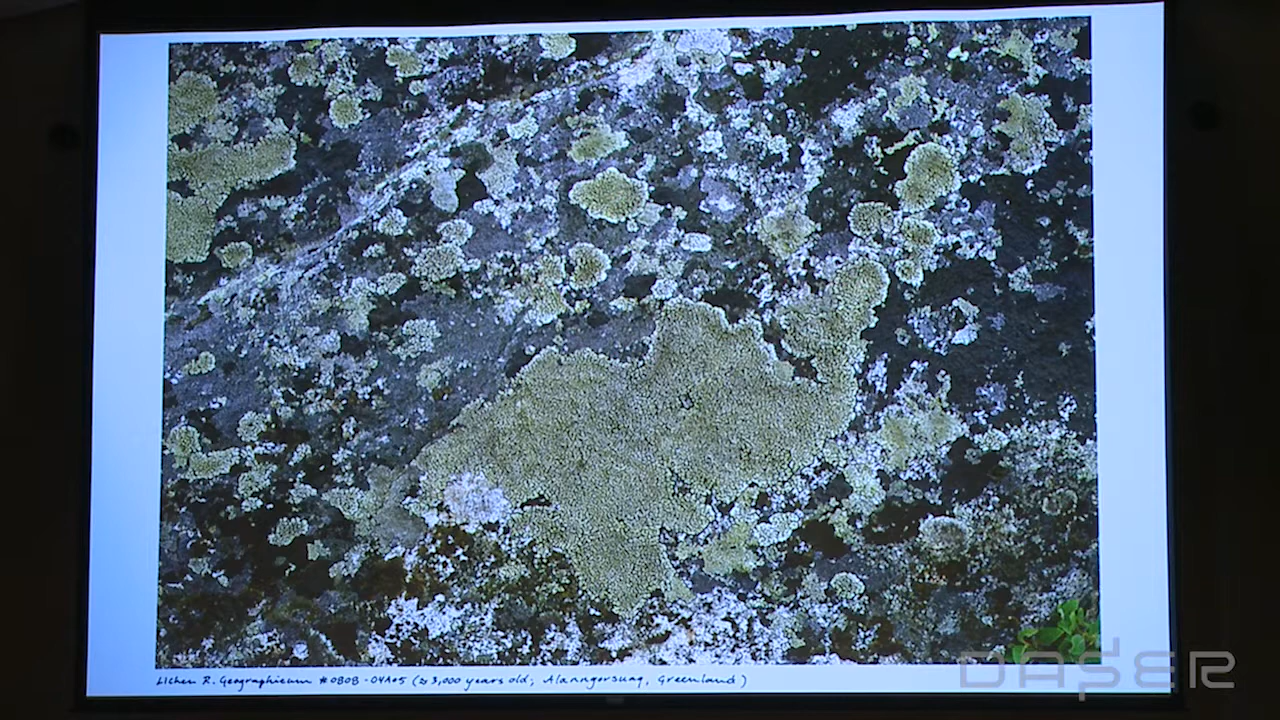 Lichen R. Geographicum #0808-04A05 (≈ 3,000 years old; Alanngorsuaq, Greenland)
DASER